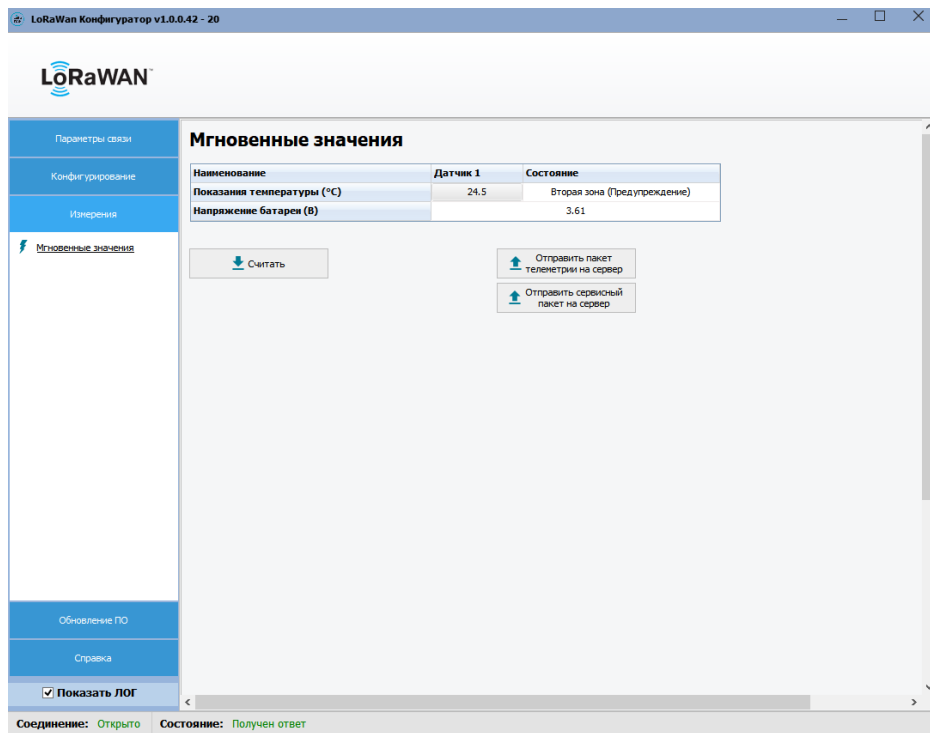 LoRaWan Конфигуратор v1.0.0.42 - 20
LoRaWAN™
Параметры связи
Конфигурирование
Измерения
Мгновенные значения
Мгновенные значения
Наименование Датчик 1 Состояние
Показания температуры (°C) 24.5 Вторая зона (Предупреждение)
Напряжение батареи (В) 3.61
Считать
Отправить пакет
телеметрии на сервер
Отправить сервисный
пакет на сервер
Обновление ПО
Справка
Показать ЛОГ
Соединение: Открыто Состояние: Получен ответ